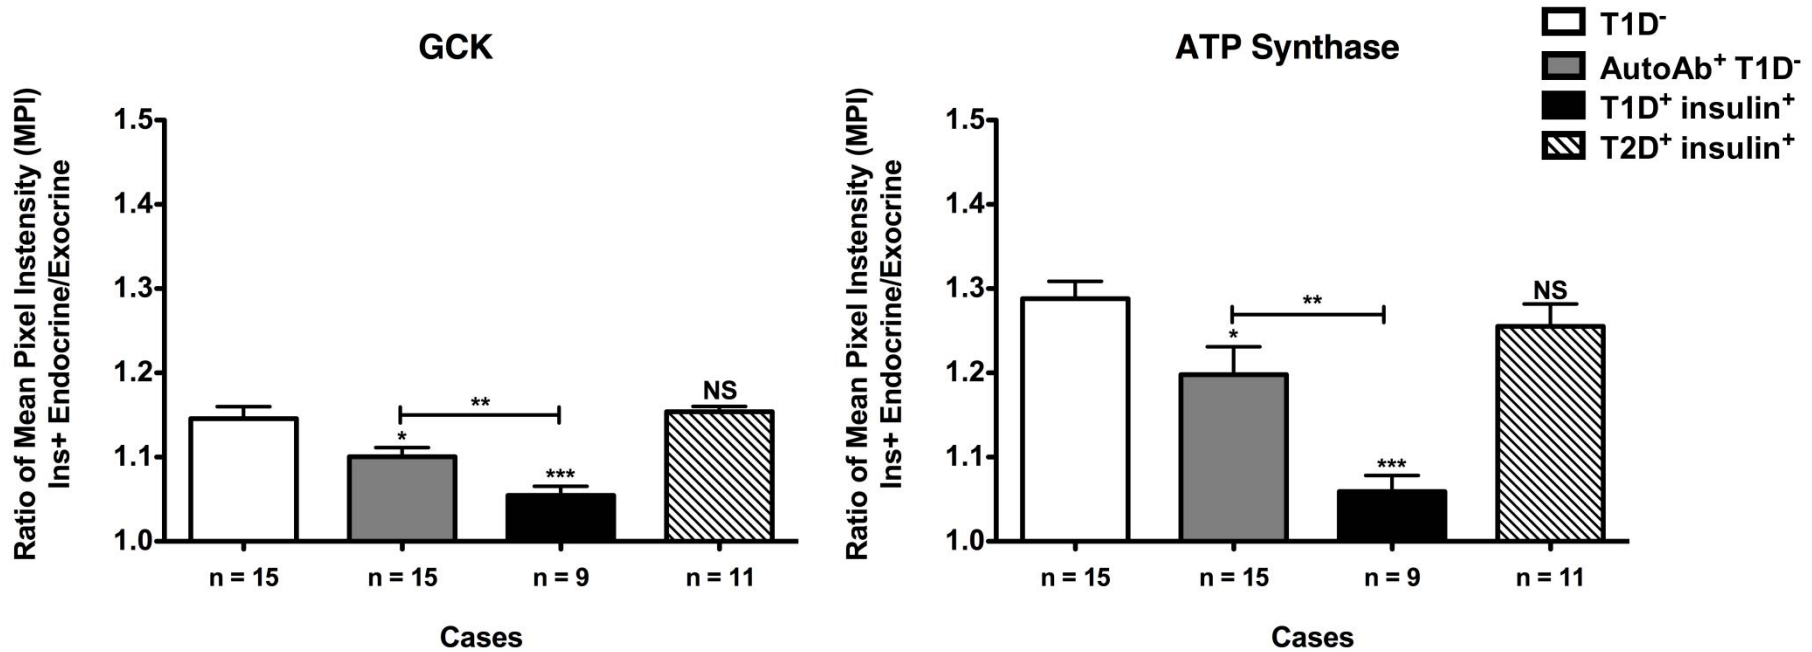 GCK
Ratio of Mean Pixel Instensity (MPI)
Ins+ Endocrine/Exocrine
1.5
1.4
1.3
1.2
1.1
1.0
**
*
***
NS
n = 15
n = 15
n = 9
n = 11
Cases
ATP Synthase
Ratio of Mean Pixel Instensity (MPI)
Ins+ Endocrine/Exocrine
1.5
1.4
1.3
1.2
1.1
1.0
**
*
***
NS
n = 15
n = 15
n = 9
n = 11
Cases
T1D⁻
AutoAb⁺ T1D⁻
T1D⁺ insulin⁺
T2D⁺ insulin⁺